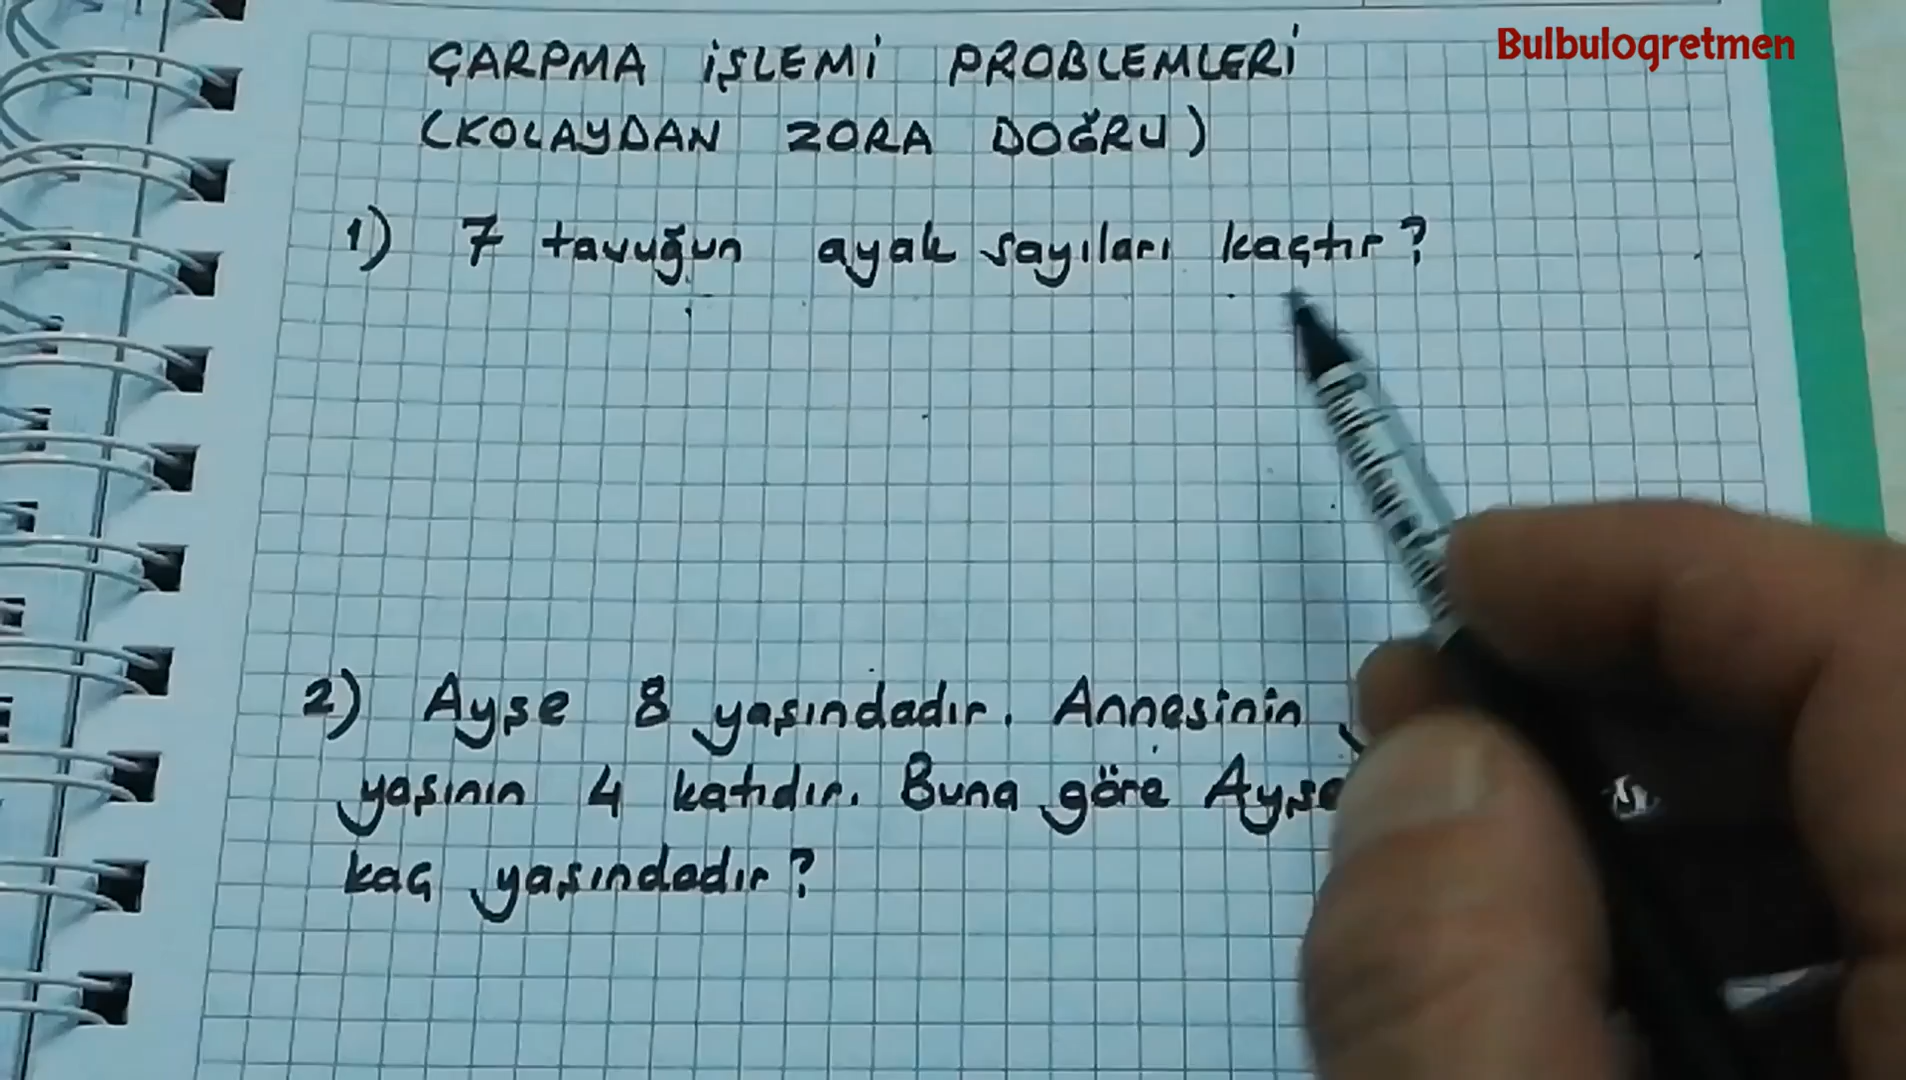 Bulbulogretmen
ÇARPMA İŞLEMİ PROBLEMLERİ
(KOLAYDAN ZORA DOĞRU)
1) 7 tavuğun ayak sayıları kaçtır?
2) Ayşe 8 yaşındadır. Annesinin
yaşının 4 katıdır. Buna göre Ayşe
kaç yaşındadır?